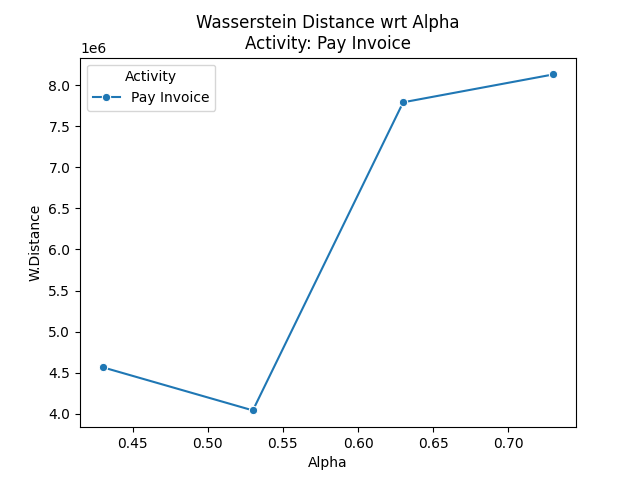 Wasserstein Distance wrt Alpha
Activity: Pay Invoice
1e6
Activity
Pay Invoice
8.0
7.5
7.0
6.5
6.0
5.5
5.0
4.5
4.0
W.Distance
0.45 0.50 0.55 0.60 0.65 0.70
Alpha